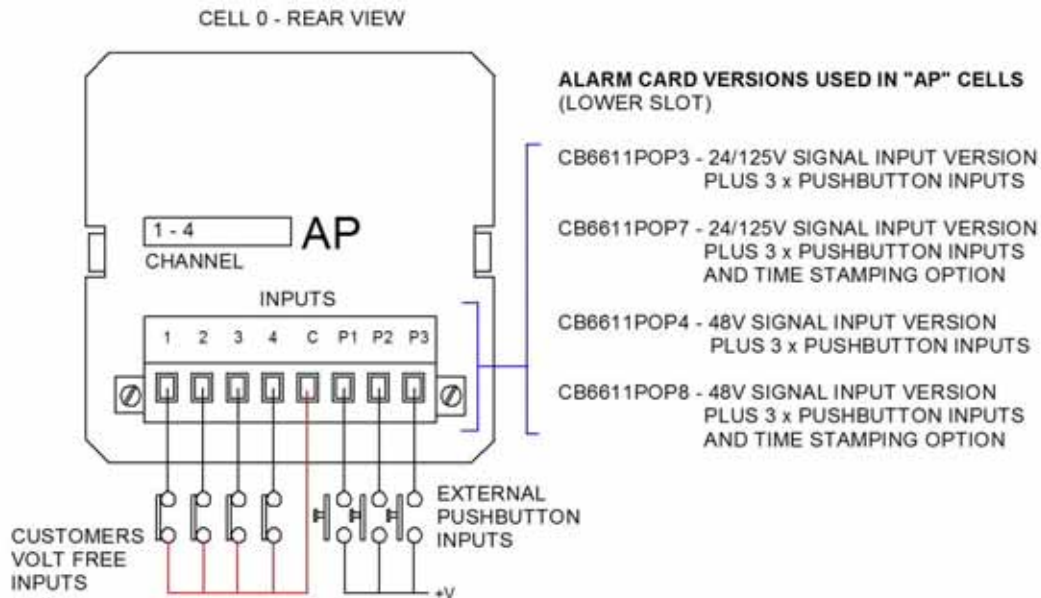 CELL 0 - REAR VIEW
1 - 4
AP
CHANNEL
INPUTS
1 2 3 4 C P1 P2 P3
CUSTOMERS
VOLT FREE
INPUTS
EXTERNAL
PUSHBUTTON
INPUTS
+V
ALARM CARD VERSIONS USED IN "AP" CELLS
(LOWER SLOT)
CB6611POP3 - 24/125V SIGNAL INPUT VERSION
PLUS 3 x PUSHBUTTON INPUTS
CB6611POP7 - 24/125V SIGNAL INPUT VERSION
PLUS 3 x PUSHBUTTON INPUTS
AND TIME STAMPING OPTION
CB6611POP4 - 48V SIGNAL INPUT VERSION
PLUS 3 x PUSHBUTTON INPUTS
CB6611POP8 - 48V SIGNAL INPUT VERSION
PLUS 3 x PUSHBUTTON INPUTS
AND TIME STAMPING OPTION